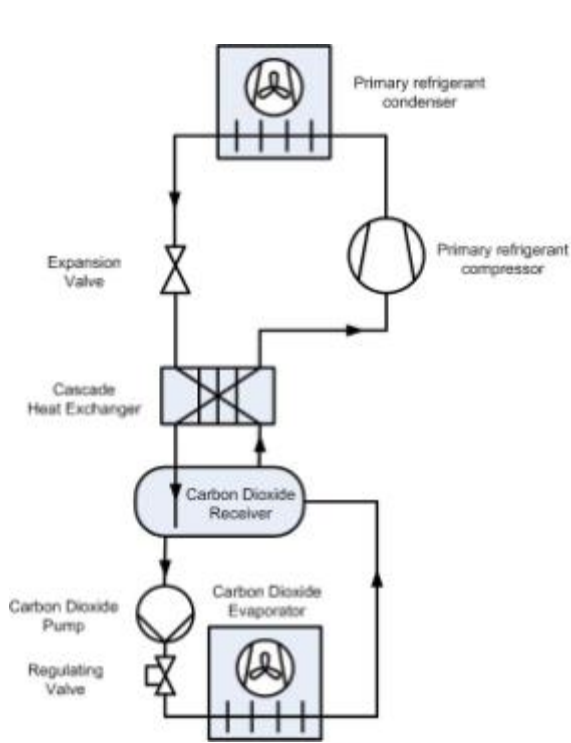 Primary refrigerant
condenser
Primary refrigerant
compressor
Expansion
Valve
Cascade
Heat Exchanger
Carbon Dioxide
Receiver
Carbon Dioxide
Evaporator
Carbon Dioxide
Pump
Regulating
Valve